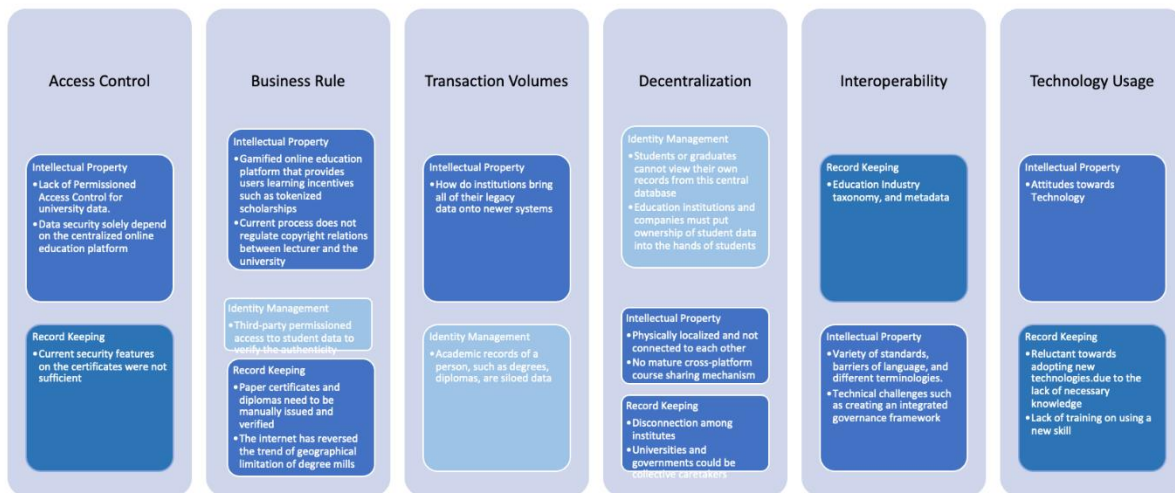 Access Control
Intellectual Property
•Lack of Permissioned
Access Control for
university data.
•Data security solely depend
on the centralized online
education platform
Record Keeping
•Current security features
on the certificates were not
sufficient
Business Rule
Intellectual Property
•Gamified online education
platform that provides
users learning incentives
such as tokenized
scholarships
•Current process does not
regulate copyright relations
between lecturer and the
university
Identity Management
•Third-party permissioned
access tto student data to
verify the authenticity
Record Keeping
•Paper certificates and
diplomas need to be
manually issued and
verified
•The internet has reversed
the trend of geographical
limitation of degree mills
Transaction Volumes
Intellectual Property
•How do institutions bring
all of their legacy
data onto newer systems
Identity Management
•Academic records of a
person, such as degrees,
diplomas, are siloed data
Decentralization
Identity Management
•Students or graduates
cannot view their own
records from this central
database
•Education institutions and
companies must put
ownership of student data
into the hands of students
Intellectual Property
•Physically localized and not
connected to each other
•No mature cross-platform
course sharing mechanism
Record Keeping
•Disconnection among
institutes
•Universities and
governments could be
collective caretakers
Interoperability
Record Keeping
•Education Industry
taxonomy, and metadata
Intellectual Property
•Variety of standards,
barriers of language, and
different terminologies.
•Technical challenges such
as creating an integrated
governance framework
Technology Usage
Intellectual Property
•Attitudes towards
Technology
Record Keeping
•Reluctant towards
adopting new
technologies.due to the
lack of necessary
knowledge
•Lack of training on using a
new skill